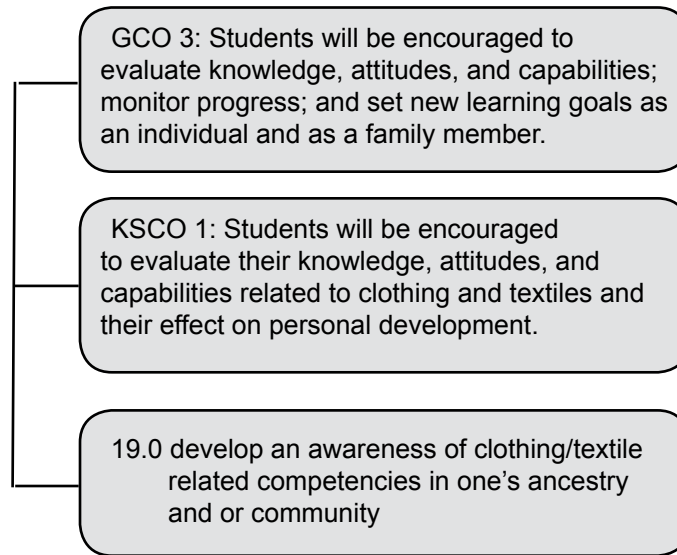 GCO 3: Students will be encouraged to
evaluate knowledge, attitudes, and capabilities;
monitor progress; and set new learning goals as
an individual and as a family member.
KSCO 1: Students will be encouraged
to evaluate their knowledge, attitudes, and
capabilities related to clothing and textiles and
their effect on personal development.
19.0 develop an awareness of clothing/textile
related competencies in one’s ancestry
and or community